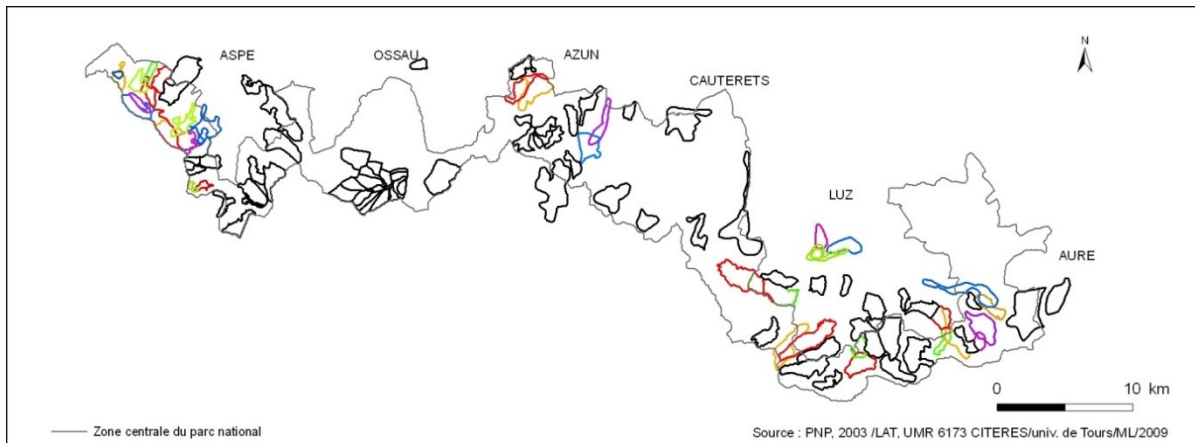 N
ASPE
OSSAU
AZUN
CAUTERETS
LUZ
AURE
0 10 km
Zone centrale du parc national
Source : PNP, 2003 /LAT, UMR 6173 CITERES/univ. de Tours/ML/2009